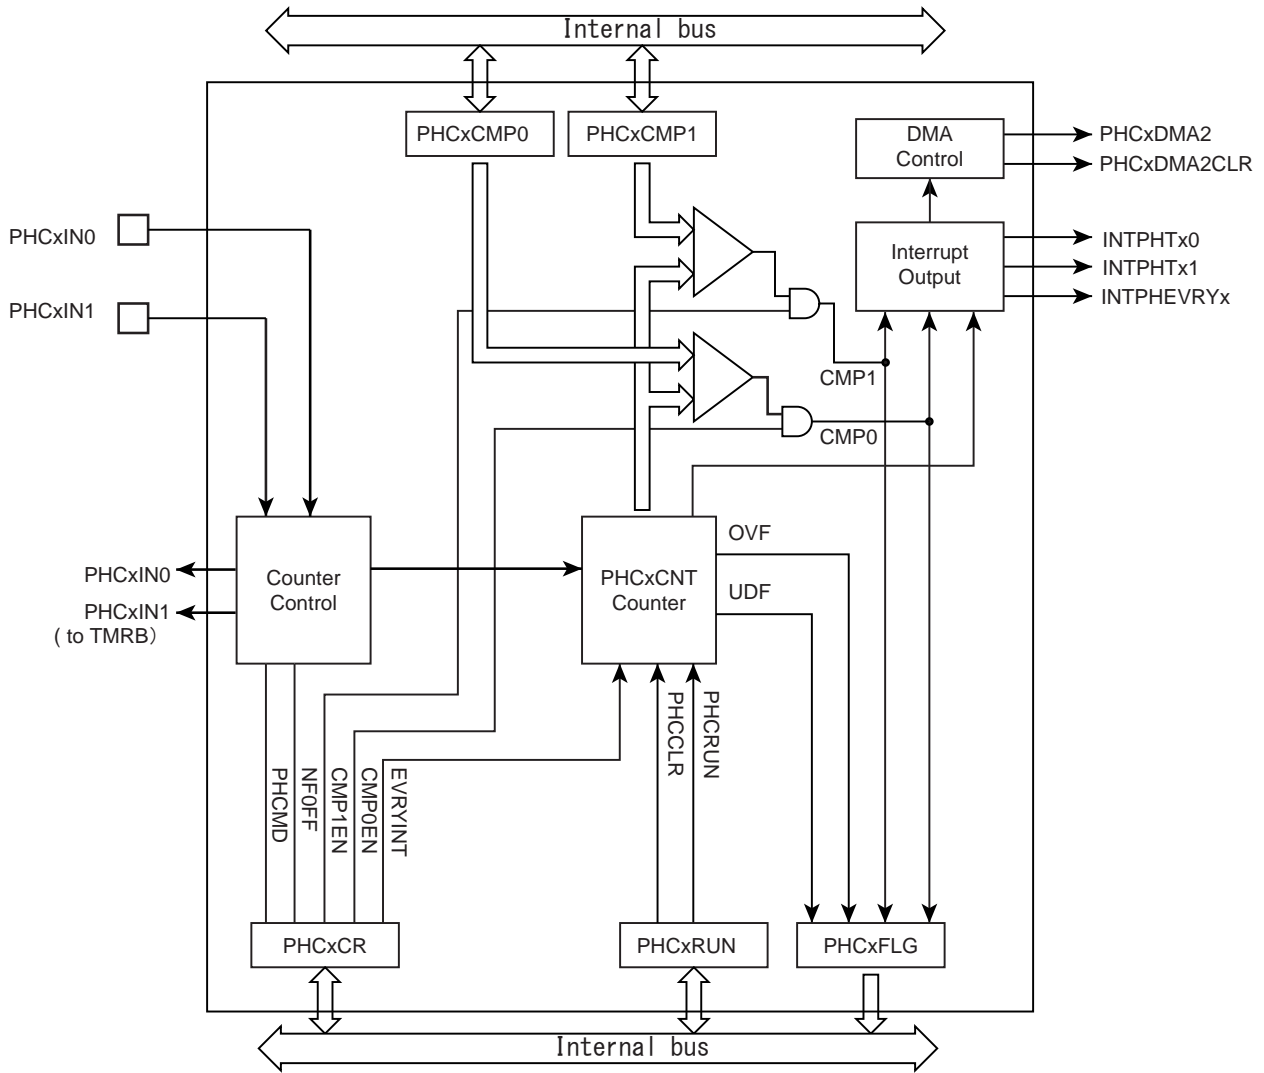 Internal bus
PHCxCMP0
PHCxCMP1
DMA
Control
PHCxDMA2
PHCxDMA2CLR
PHCxIN0
PHCxIN1
Interrupt
Output
INTPHTx0
INTPHTx1
INTPHEVRYx
CMP1
CMP0
Counter
Control
PHCxIN0
PHCxIN1
( to TMRB)
PHCxCNT
Counter
OVF
UDF
PHCMD
NF0FF
CMP1EN
CMP0EN
EVRYINT
PHCCLR
PHCRUN
PHCxCR
PHCxRUN
PHCxFLG
Internal bus